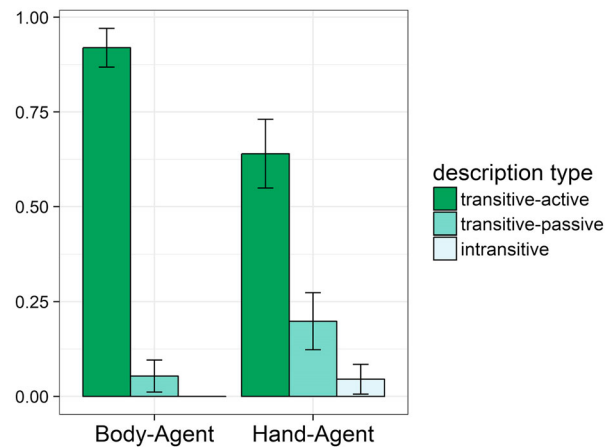 1.00
0.75
0.50
0.25
0.00
Body-Agent
Hand-Agent
description type
transitive-active
transitive-passive
intransitive